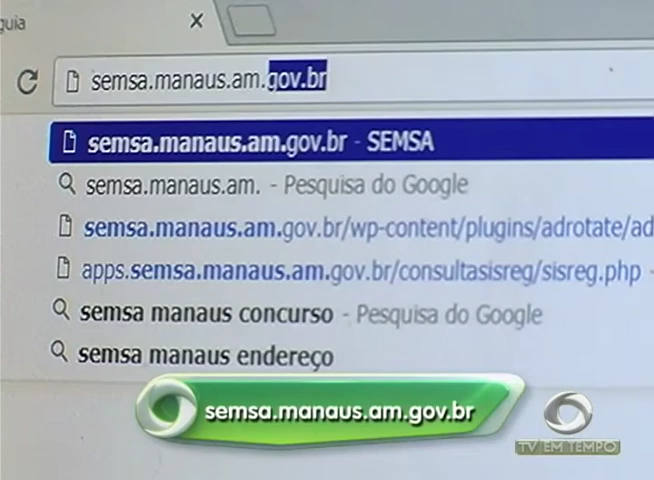 guia
semsa.manaus.am.gov.br
semsa.manaus.am.gov.br - SEMSA
semsa.manaus.am. - Pesquisa do Google
semsa.manaus.am.gov.br/wp-content/plugins/adrotate/ad
apps.semsa.manaus.am.gov.br/consultasisreg/sisreg.php -
semsa manaus concurso - Pesquisa do Google
semsa manaus endereço
semsa.manaus.am.gov.br
TV EM TEMPO